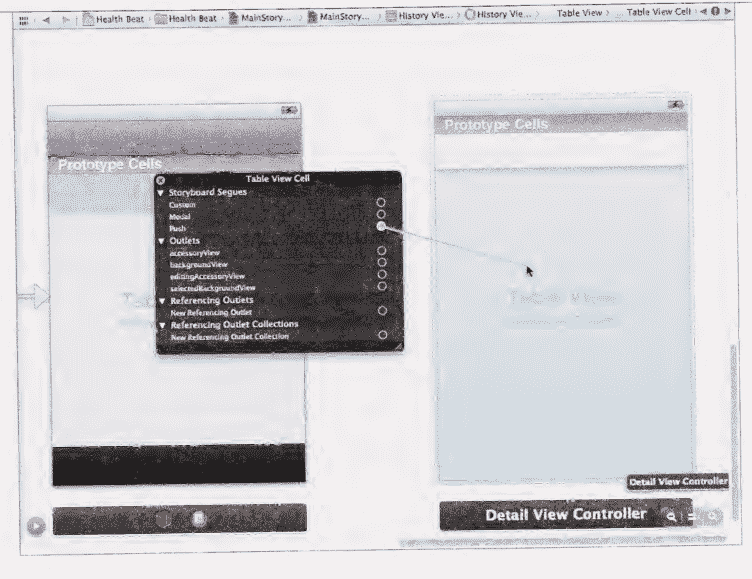 Health Beat › Health Beat › MainStory... › MainStory... › History Vie... › History Vie... › Table View › ... Table View Cell
Prototype Cells
Prototype Cells
Table View Cell
Storyboard Segues
Custom
Modal
Push
Outlets
accessoryView
backgroundView
editingAccessoryView
selectedBackgroundView
Referencing Outlets
New Referencing Outlet
Referencing Outlet Collections
New Referencing Outlet Collection
Detail View Controller
Detail View Controller